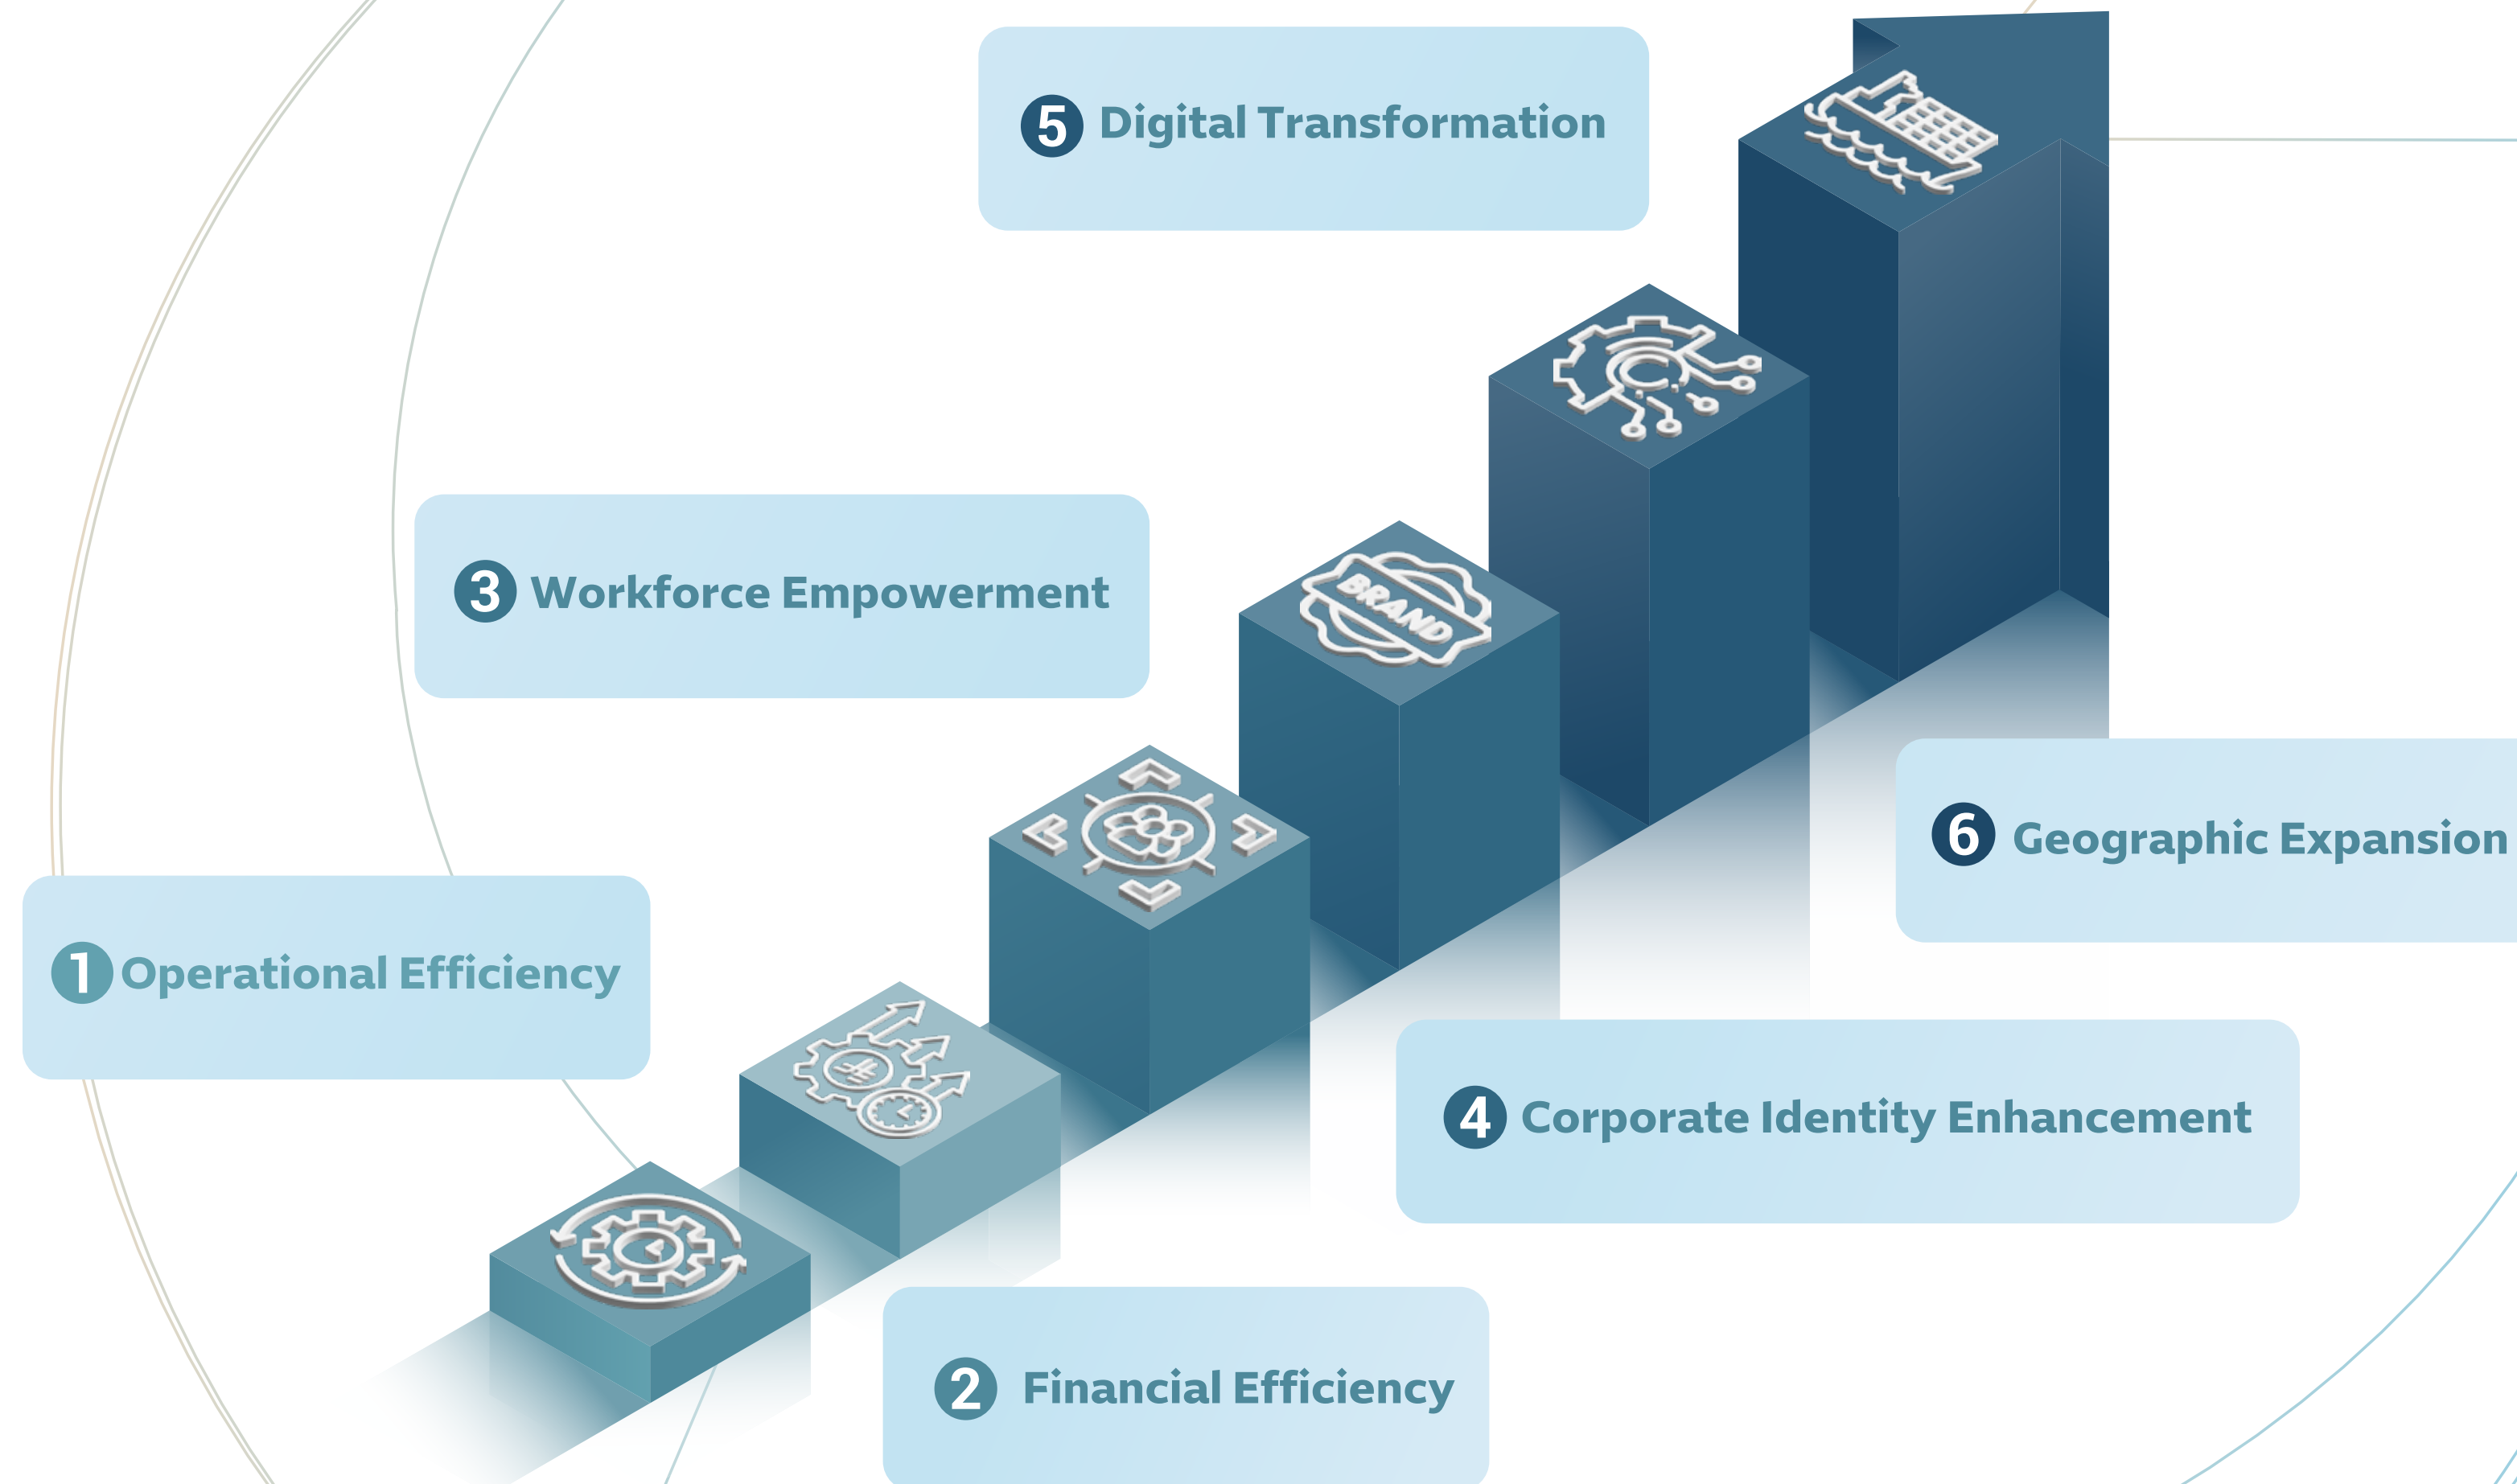 5 Digital Transformation
3 Workforce Empowerment
BRAND
6 Geographic Expansion
1 Operational Efficiency
4 Corporate Identity Enhancement
2 Financial Efficiency